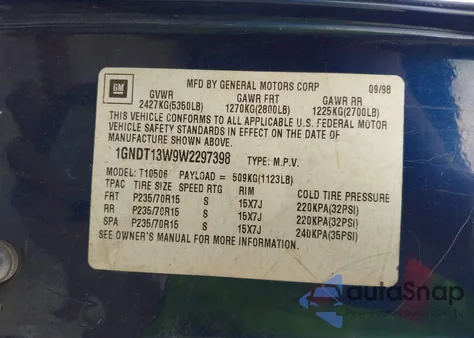 GM
MFD BY GENERAL MOTORS CORP 09/98
GVWR GAWR FRT GAWR RR
2427KG(5350LB) 1270KG(2800LB) 1225KG(2700LB)
THIS VEHICLE CONFORMS TO ALL APPLICABLE U.S. FEDERAL MOTOR
VEHICLE SAFETY STANDARDS IN EFFECT ON THE DATE OF
MANUFACTURE SHOWN ABOVE.
1GNDT13W9W2297398 TYPE: M.P.V.
MODEL: T10506 PAYLOAD = 509KG(1123LB)
TPAC TIRE SIZE SPEED RTG RIM COLD TIRE PRESSURE
FRT P235/70R15 S 15X7J 220KPA(32PSI)
RR P235/70R15 S 15X7J 220KPA(32PSI)
SPA P235/70R15 S 15X7J 240KPA(35PSI)
SEE OWNER'S MANUAL FOR MORE INFORMATION.
autoSnap